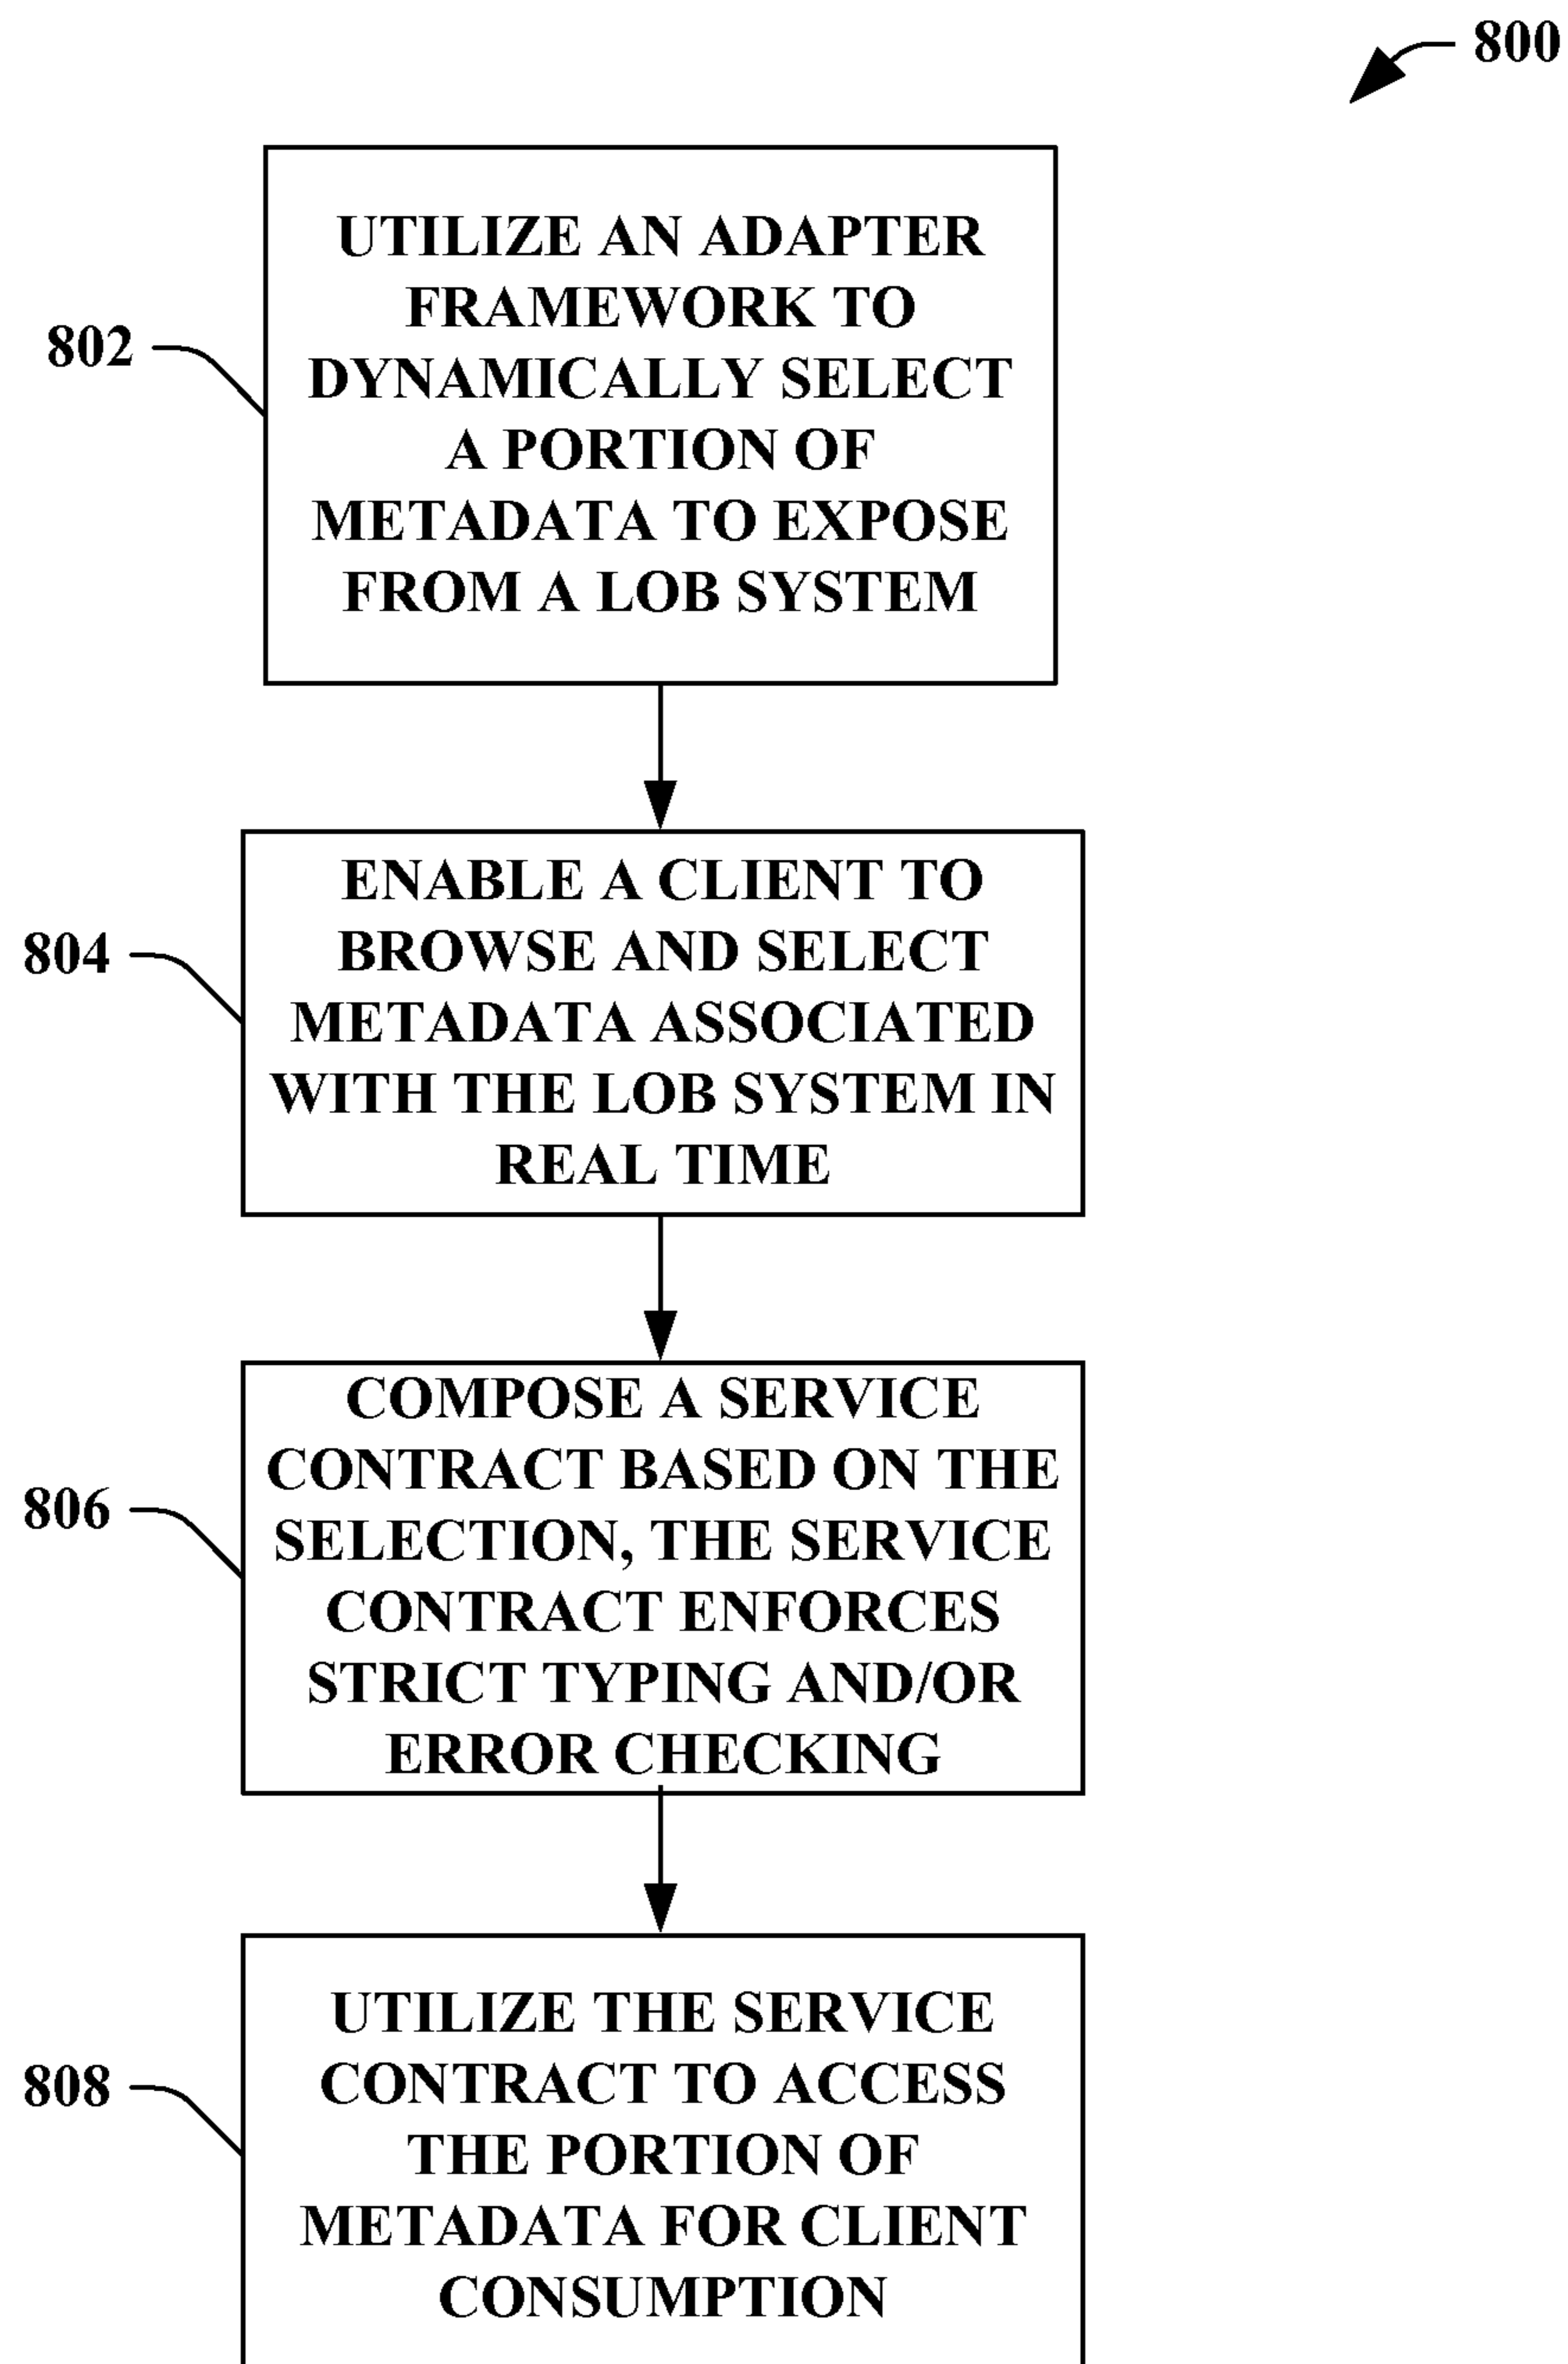 800
802
UTILIZE AN ADAPTER
FRAMEWORK TO
DYNAMICALLY SELECT
A PORTION OF
METADATA TO EXPOSE
FROM A LOB SYSTEM
804
ENABLE A CLIENT TO
BROWSE AND SELECT
METADATA ASSOCIATED
WITH THE LOB SYSTEM IN
REAL TIME
806
COMPOSE A SERVICE
CONTRACT BASED ON THE
SELECTION, THE SERVICE
CONTRACT ENFORCES
STRICT TYPING AND/OR
ERROR CHECKING
808
UTILIZE THE SERVICE
CONTRACT TO ACCESS
THE PORTION OF
METADATA FOR CLIENT
CONSUMPTION